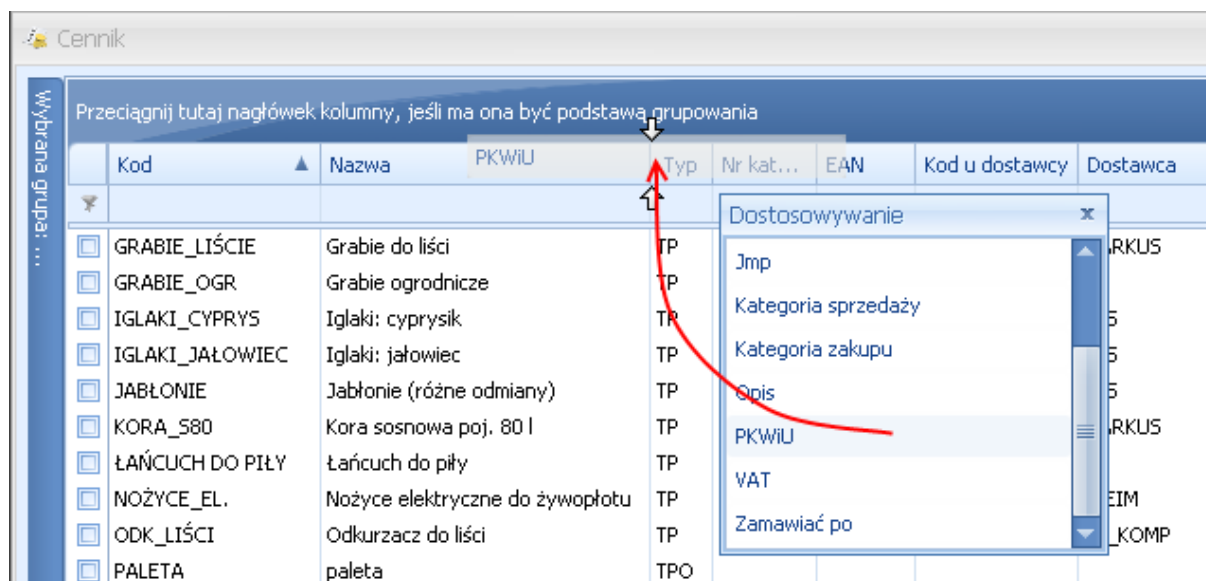 Cennik
Wybrana grupa: ...
Przeciągnij tutaj nagłówek kolumny, jeśli ma ona być podstawą grupowania
Kod Nazwa PKWiU Typ Nr kat... EAN Kod u dostawcy Dostawca
Dostosowywanie x
Jmp
Kategoria sprzedaży
Kategoria zakupu
Opis
PKWiU
VAT
Zamawiać po
GRABIE_LIŚCIE Grabie do liści TP RKUS
GRABIE_OGR Grabie ogrodnicze TP
IGLAKI_CYPRYS Iglaki: cyprysik TP S
IGLAKI_JAŁOWIEC Iglaki: jałowiec TP S
JABŁONIE Jabłonie (różne odmiany) TP S
KORA_S80 Kora sosnowa poj. 80 l TP RKUS
ŁAŃCUCH DO PIŁY Łańcuch do piły TP
NOŻYCE_EL. Nożyce elektryczne do żywopłotu TP EIM
ODK_LIŚCI Odkurzacz do liści TP _KOMP
PALETA paleta TPO